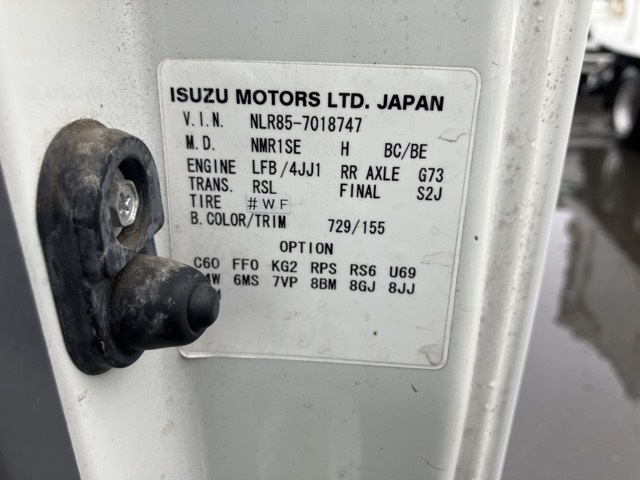 ISUZU MOTORS LTD. JAPAN
V.I.N. NLR85-7018747
M.D. NMR1SE H BC/BE
ENGINE LFB/4JJ1 RR AXLE G73
TRANS. RSL FINAL S2J
TIRE #WF
B.COLOR/TRIM 729/155
OPTION
C60 FF0 KG2 RPS RS6 U69
6MS 7VP 8BM 8GJ 8JJ